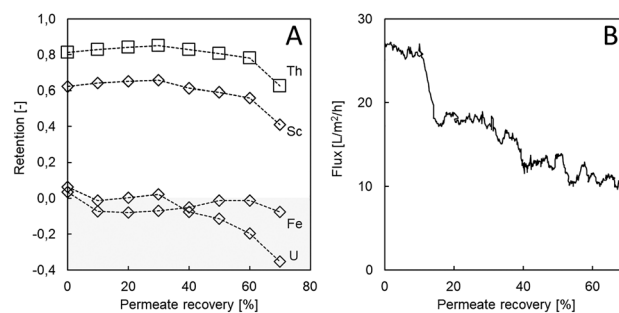 A
1,0
0,8
0,6
0,4
0,2
0,0
-0,2
-0,4
Retention [-]
Th
Sc
Fe
U
0 20 40 60 80
Permeate recovery [%]
B
30
20
10
0
Flux [L/m²/h]
0 20 40 60
Permeate recovery [%]